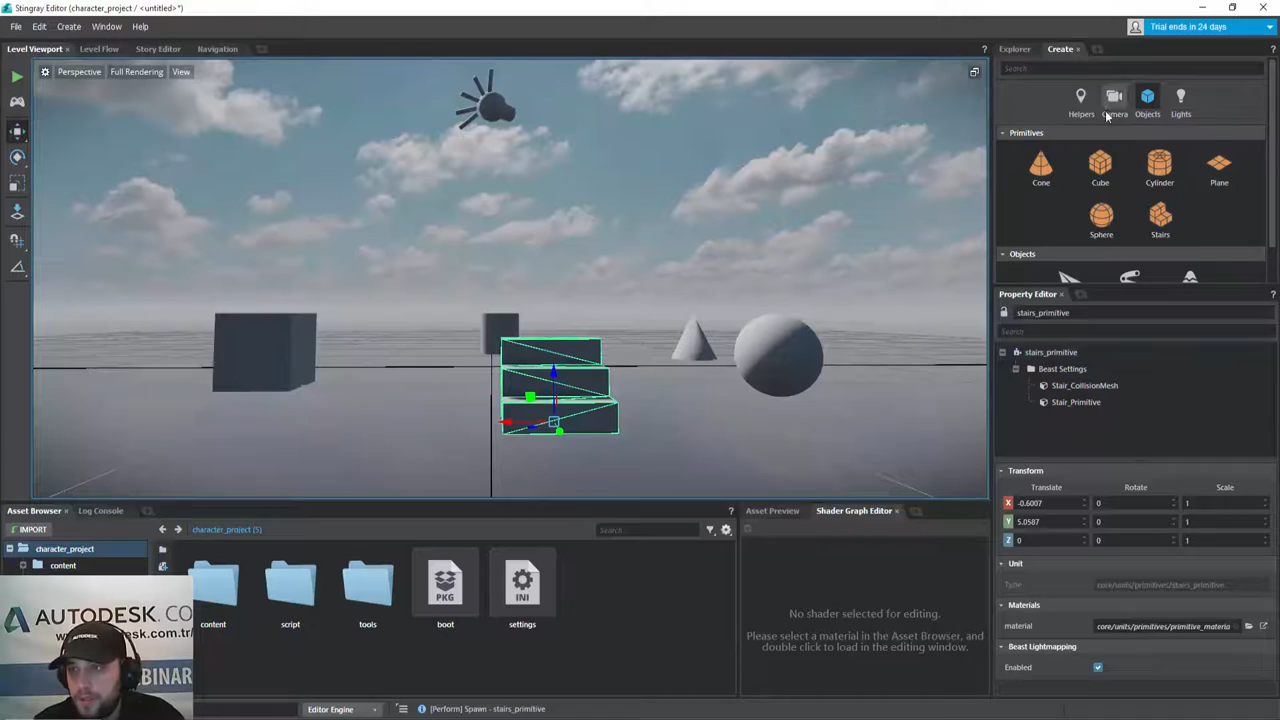 Stingray Editor (character_project / <untitled>*)
File Edit Create Window Help
Trial ends in 24 days
Level Viewport × Level Flow Story Editor Navigation
Explorer Create ×
Perspective Full Rendering View
Search
Helpers Camera Objects Lights
Primitives
Cone Cube Cylinder Plane
Sphere Stairs
Objects
Property Editor ×
stairs_primitive
Search
stairs_primitive
Beast Settings
Stair_CollisionMesh
Stair_Primitive
Transform
Translate Rotate Scale
X -0.6007 0 1
Y 5.0587 0 1
Z 0 0 1
Unit
Type core/units/primitives/stairs_primitive
Materials
material core/units/primitives/primitive_materia
Beast Lightmapping
Enabled
Asset Browser × Log Console
IMPORT
character_project (5)
Search
character_project
content
PKG
INI
content script tools boot settings
Asset Preview Shader Graph Editor ×
No shader selected for editing.
Please select a material in the Asset Browser, and
double click to load in the editing window.
AUTODESK.CO
www.autodesk.com.tr/
BINAR
Editor Engine
[Perform] Spawn - stairs_primitive